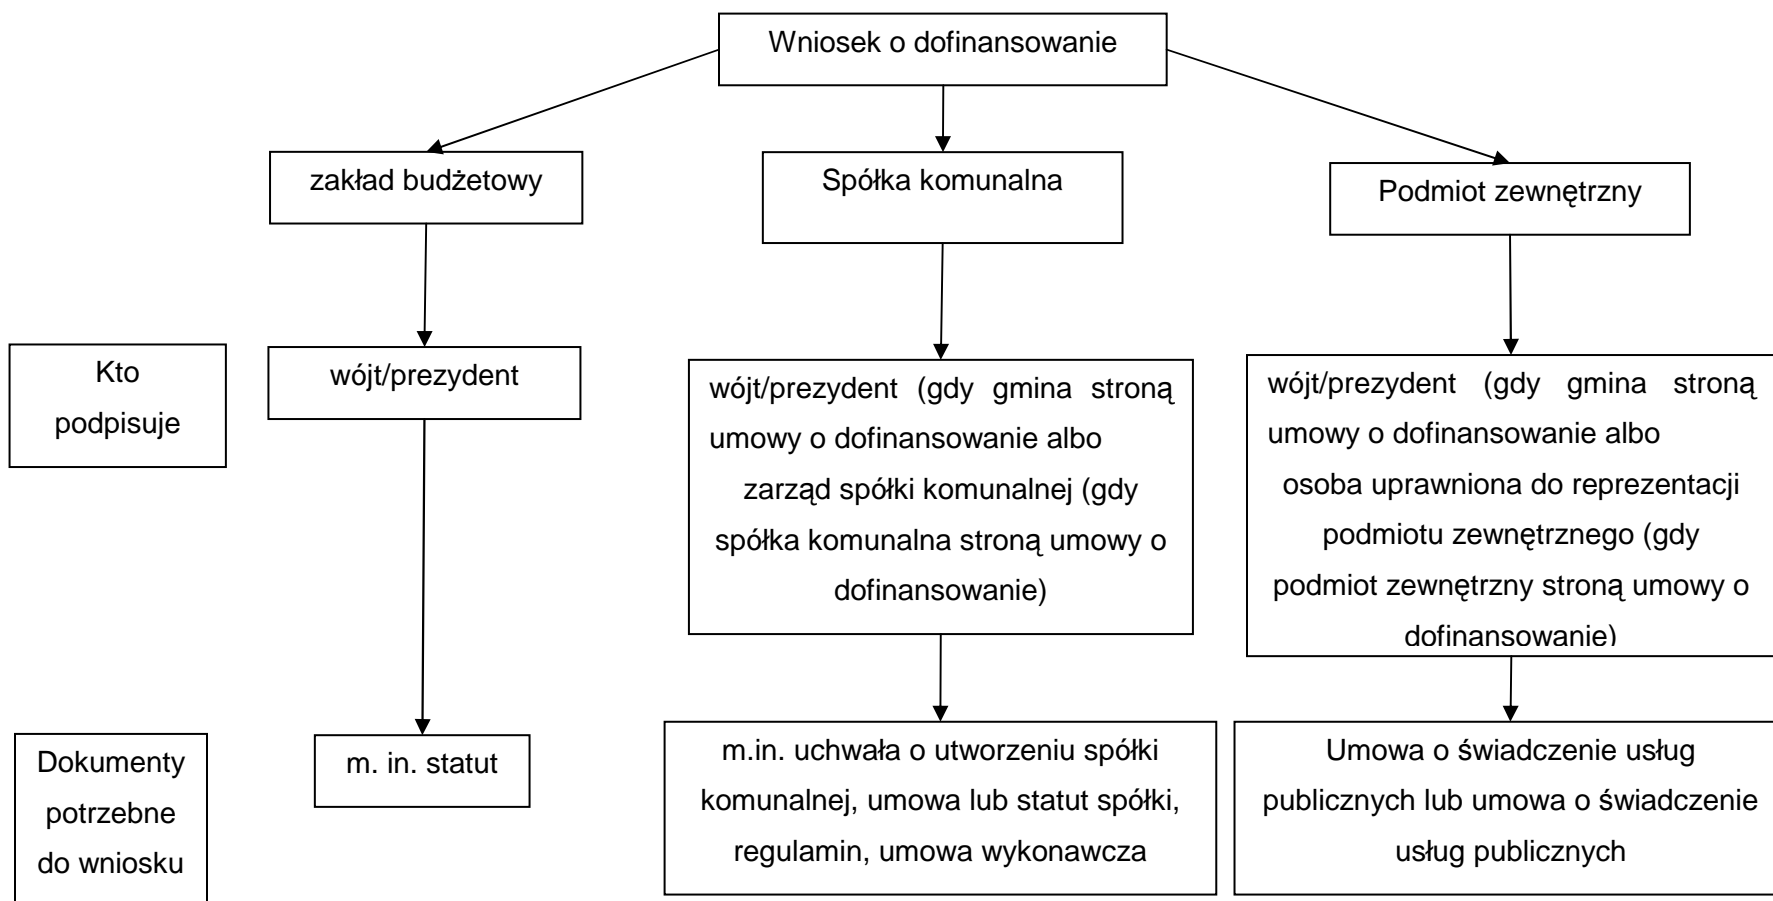 Wniosek o dofinansowanie
zakład budżetowy
Spółka komunalna
Podmiot zewnętrzny
Kto
podpisuje
wójt/prezydent
wójt/prezydent (gdy gmina stroną
umowy o dofinansowanie albo
zarząd spółki komunalnej (gdy
spółka komunalna stroną umowy o
dofinansowanie)
wójt/prezydent (gdy gmina stroną
umowy o dofinansowanie albo
osoba uprawniona do reprezentacji
podmiotu zewnętrznego (gdy
podmiot zewnętrzny stroną umowy o
dofinansowanie)
Dokumenty
potrzebne
do wniosku
m. in. statut
m.in. uchwała o utworzeniu spółki
komunalnej, umowa lub statut spółki,
regulamin, umowa wykonawcza
Umowa o świadczenie usług
publicznych lub umowa o świadczenie
usług publicznych